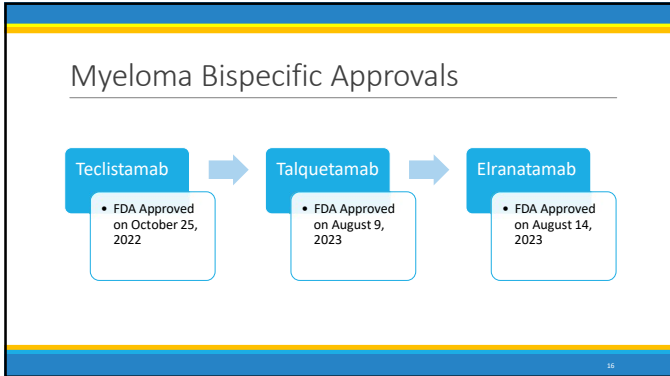 Myeloma Bispecific Approvals
Teclistamab
• FDA Approved
on October 25,
2022
Talquetamab
• FDA Approved
on August 9,
2023
Elranatamab
• FDA Approved
on August 14,
2023
16